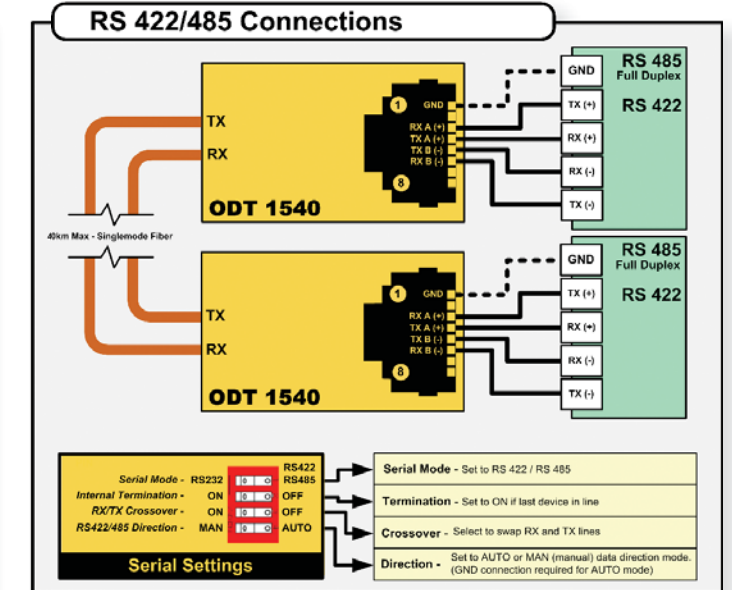 RS 422/485 Connections
TX
RX
ODT 1540
1
GND
RX A (+)
TX A (+)
TX B (-)
RX B (-)
8
GND
TX (+)
RX (+)
RX (-)
TX (-)
RS 485
Full Duplex
RS 422
40km Max - Singlemode Fiber
TX
RX
ODT 1540
1
GND
RX A (+)
TX A (+)
TX B (-)
RX B (-)
8
GND
TX (+)
RX (+)
RX (-)
TX (-)
RS 485
Full Duplex
RS 422
RS422
Serial Mode - RS232 RS485
Internal Termination - ON OFF
RX/TX Crossover - ON OFF
RS422/485 Direction - MAN AUTO
Serial Settings
Serial Mode - Set to RS 422 / RS 485
Termination - Set to ON if last device in line
Crossover - Select to swap RX and TX lines
Direction - Set to AUTO or MAN (manual) data direction mode.
(GND connection required for AUTO mode)